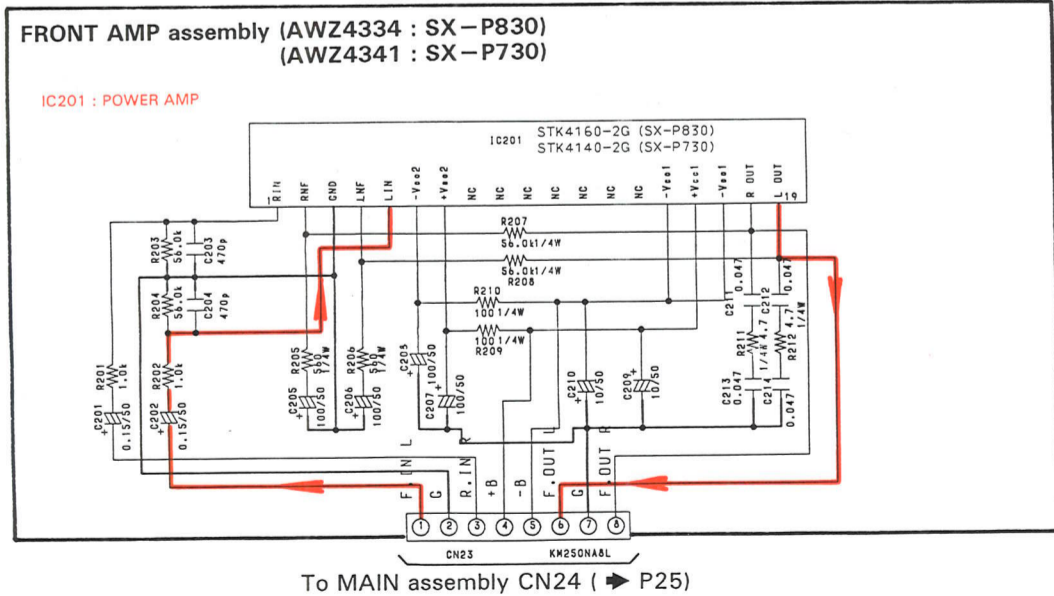 FRONT AMP assembly (AWZ4334 : SX-P830)
(AWZ4341 : SX-P730)
IC201 : POWER AMP
IC201
STK4160-2G (SX-P830)
STK4140-2G (SX-P730)
1
RIN
RNF
GND
LNF
LIN
-Vcc2
+Vcc2
NC
NC
NC
NC
NC
NC
NC
-Vcc1
+Vcc1
-Vcc1
R OUT
L OUT
19
R203
56.0k
C203
470p
R204
56.0k
C204
470p
R207
56.0k1/4W
56.0k1/4W
R208
R210
100 1/4W
100 1/4W
R209
R201
1.0k
R202
1.0k
C201
+
0.15/50
C202
+
0.15/50
R205
560
1/4W
R206
560
1/4W
C205
+
100/50
C206
+
100/50
100/50
C207
+
100/50
C210
+
10/50
C209
+
10/50
C211
0.047
C212
0.047
R211
1/4W 4.7
4.7
R212
1/4W
C213
0.047
C214
0.047
F. IN L
G
R. IN R
+B
-B
F. OUT L
G
F. OUT R
1
2
3
4
5
6
7
8
CN23
KM250NA8L
To MAIN assembly CN24 ( ➡ P25)